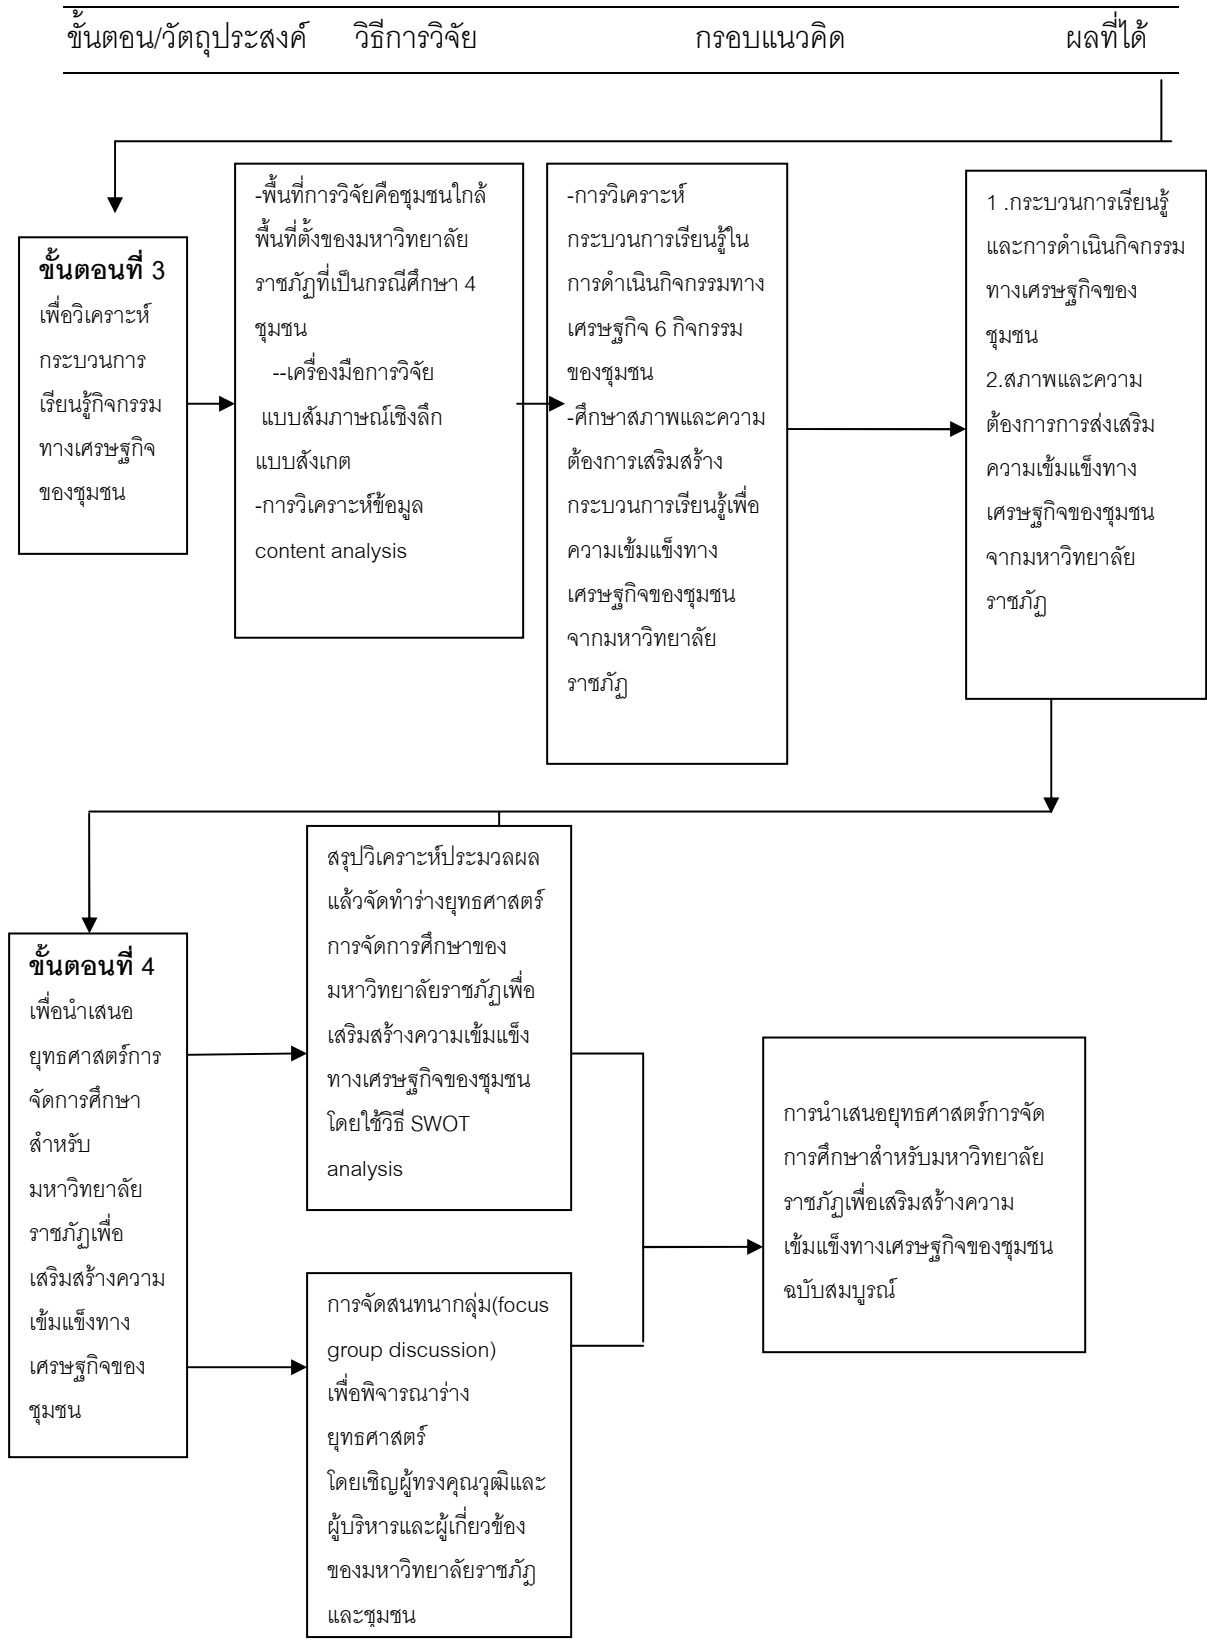 ขั้นตอน/วัตถุประสงค์ วิธีการวิจัย กรอบแนวคิด ผลที่ได้
ขั้นตอนที่ 3
เพื่อวิเคราะห์
กระบวนการ
เรียนรู้กิจกรรม
ทางเศรษฐกิจ
ของชุมชน
-พื้นที่การวิจัยคือชุมชนใกล้
พื้นที่ตั้งของมหาวิทยาลัย
ราชภัฏที่เป็นกรณีศึกษา 4
ชุมชน
--เครื่องมือการวิจัย
แบบสัมภาษณ์เชิงลึก
แบบสังเกต
-การวิเคราะห์ข้อมูล
content analysis
-การวิเคราะห์
กระบวนการเรียนรู้ใน
การดำเนินกิจกรรมทาง
เศรษฐกิจ 6 กิจกรรม
ของชุมชน
-ศึกษาสภาพและความ
ต้องการเสริมสร้าง
กระบวนการเรียนรู้เพื่อ
ความเข้มแข็งทาง
เศรษฐกิจของชุมชน
จากมหาวิทยาลัย
ราชภัฏ
1 .กระบวนการเรียนรู้
และการดำเนินกิจกรรม
ทางเศรษฐกิจของ
ชุมชน
2.สภาพและความ
ต้องการการส่งเสริม
ความเข้มแข็งทาง
เศรษฐกิจของชุมชน
จากมหาวิทยาลัย
ราชภัฏ
ขั้นตอนที่ 4
เพื่อนำเสนอ
ยุทธศาสตร์การ
จัดการศึกษา
สำหรับ
มหาวิทยาลัย
ราชภัฏเพื่อ
เสริมสร้างความ
เข้มแข็งทาง
เศรษฐกิจของ
ชุมชน
สรุปวิเคราะห์ประมวลผล
แล้วจัดทำร่างยุทธศาสตร์
การจัดการศึกษาของ
มหาวิทยาลัยราชภัฏเพื่อ
เสริมสร้างความเข้มแข็ง
ทางเศรษฐกิจของชุมชน
โดยใช้วิธี SWOT
analysis
การจัดสนทนากลุ่ม(focus
group discussion)
เพื่อพิจารณาร่าง
ยุทธศาสตร์
โดยเชิญผู้ทรงคุณวุฒิและ
ผู้บริหารและผู้เกี่ยวข้อง
ของมหาวิทยาลัยราชภัฏ
และชุมชน
การนำเสนอยุทธศาสตร์การจัด
การศึกษาสำหรับมหาวิทยาลัย
ราชภัฏเพื่อเสริมสร้างความ
เข้มแข็งทางเศรษฐกิจของชุมชน
ฉบับสมบูรณ์